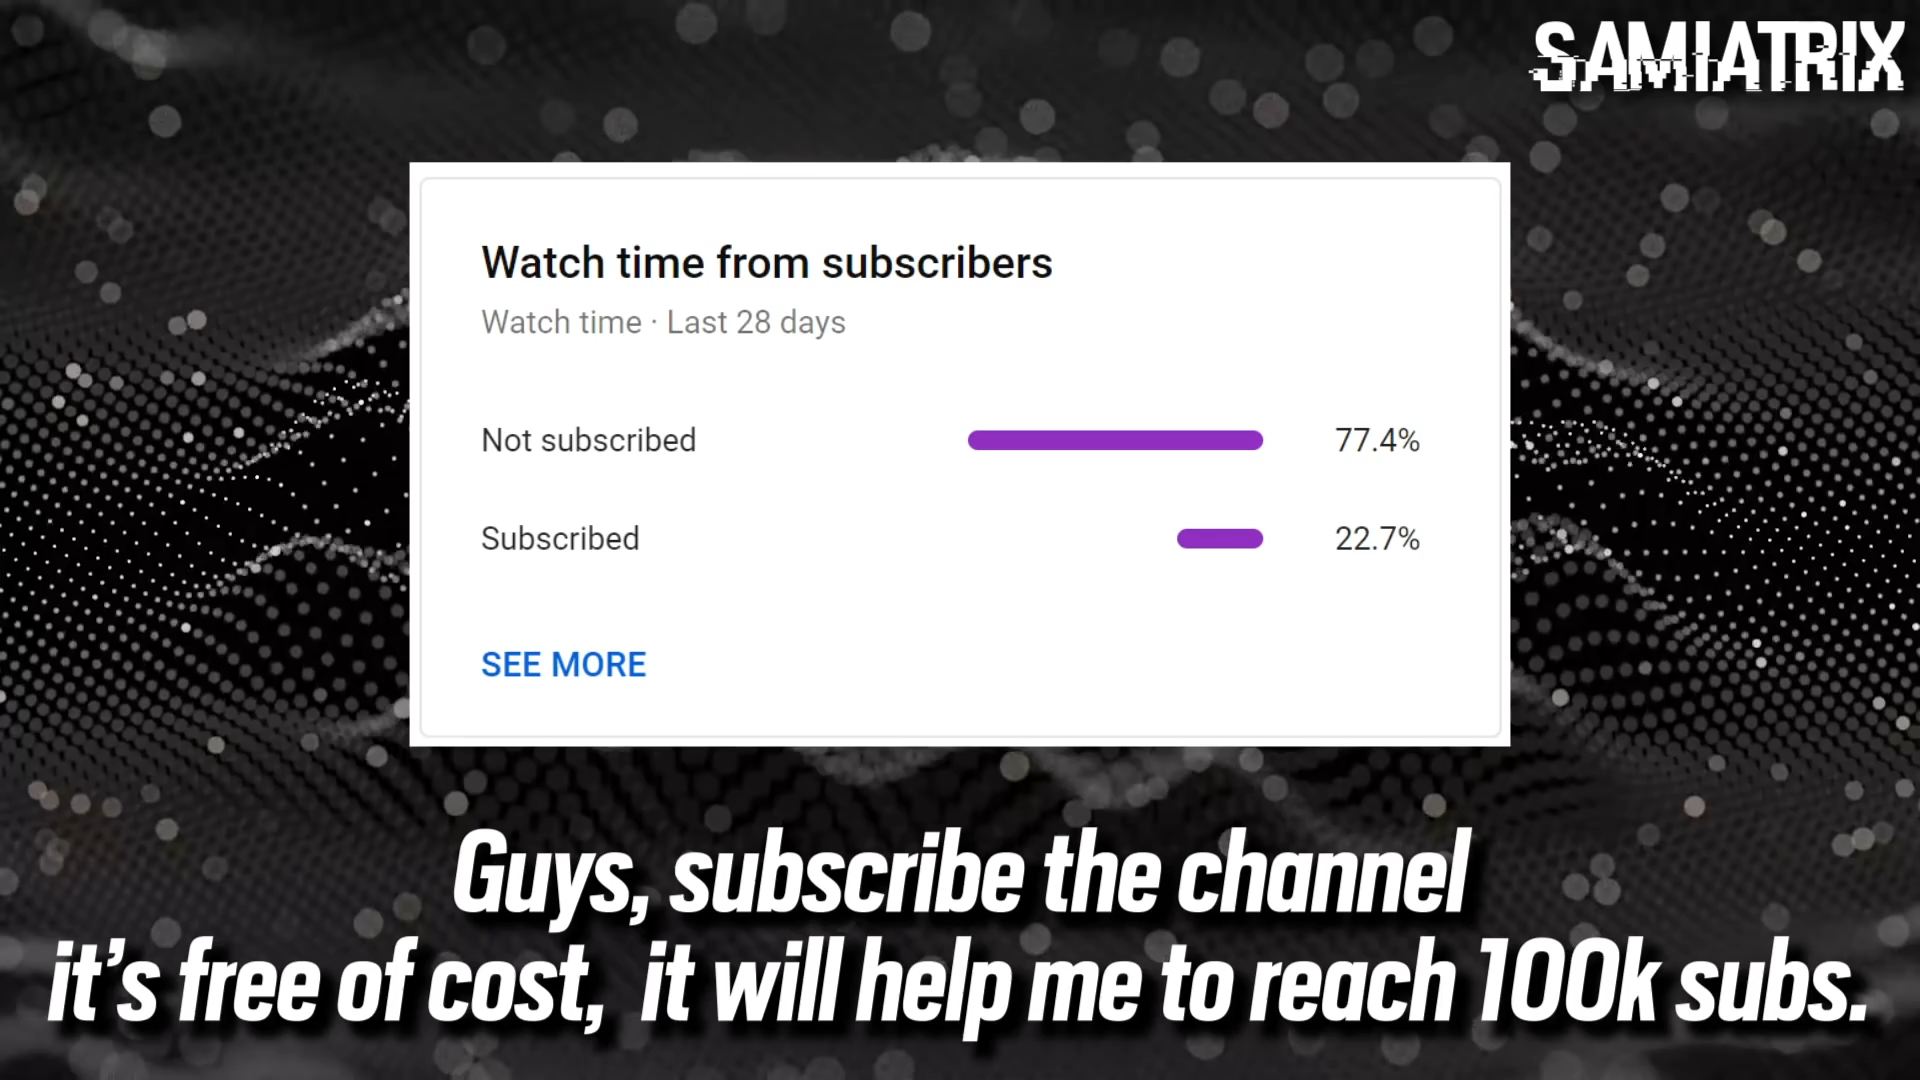 SAMIATRIX
Watch time from subscribers
Watch time · Last 28 days
Not subscribed 77.4%
Subscribed 22.7%
SEE MORE
Guys, subscribe the channel
it's free of cost, it will help me to reach 100k subs.